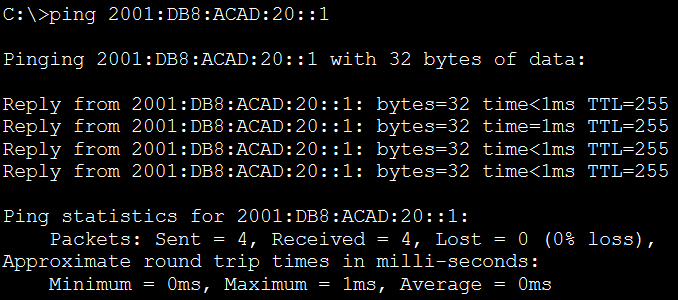 C:\>ping 2001:DB8:ACAD:20::1
Pinging 2001:DB8:ACAD:20::1 with 32 bytes of data:
Reply from 2001:DB8:ACAD:20::1: bytes=32 time<1ms TTL=255
Reply from 2001:DB8:ACAD:20::1: bytes=32 time=1ms TTL=255
Reply from 2001:DB8:ACAD:20::1: bytes=32 time<1ms TTL=255
Reply from 2001:DB8:ACAD:20::1: bytes=32 time<1ms TTL=255
Ping statistics for 2001:DB8:ACAD:20::1:
    Packets: Sent = 4, Received = 4, Lost = 0 (0% loss),
Approximate round trip times in milli-seconds:
    Minimum = 0ms, Maximum = 1ms, Average = 0ms